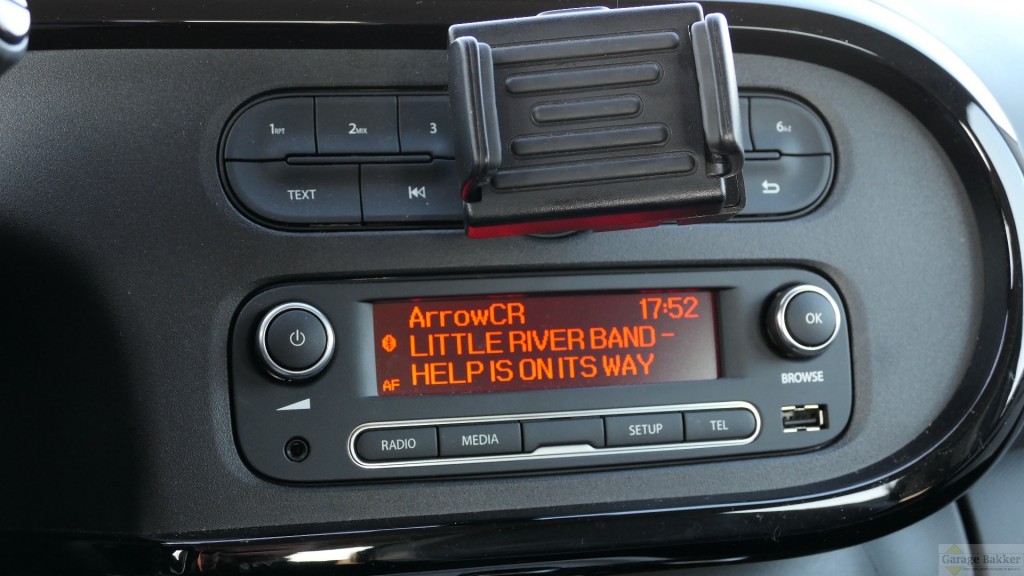 1RPT 2MIX 3 6
TEXT
ArrowCR 17:52
LITTLE RIVER BAND -
HELP IS ON ITS WAY
AF
OK
BROWSE
RADIO MEDIA SETUP TEL
Garage Bakker